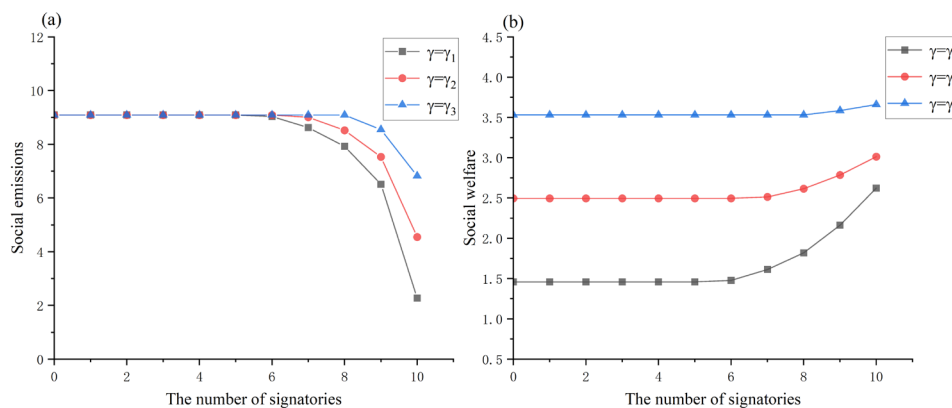 (a)
12
10
8
6
4
2
0
Social emissions
0 2 4 6 8 10
The number of signatories
γ=γ₁
γ=γ₂
γ=γ₃
(b)
4.5
4.0
3.5
3.0
2.5
2.0
1.5
1.0
0.5
Social welfare
0 2 4 6 8 10
The number of signatories
γ=γ
γ=γ
γ=γ